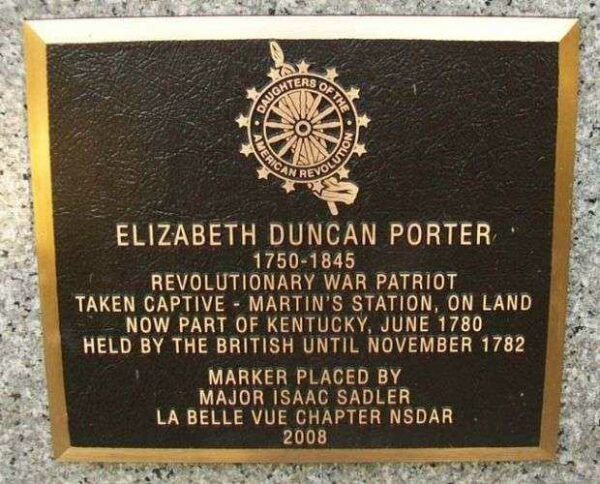 DAUGHTERS OF THE
AMERICAN REVOLUTION
ELIZABETH DUNCAN PORTER
1750-1845
REVOLUTIONARY WAR PATRIOT
TAKEN CAPTIVE - MARTIN'S STATION, ON LAND
NOW PART OF KENTUCKY, JUNE 1780
HELD BY THE BRITISH UNTIL NOVEMBER 1782
MARKER PLACED BY
MAJOR ISAAC SADLER
LA BELLE VUE CHAPTER NSDAR
2008